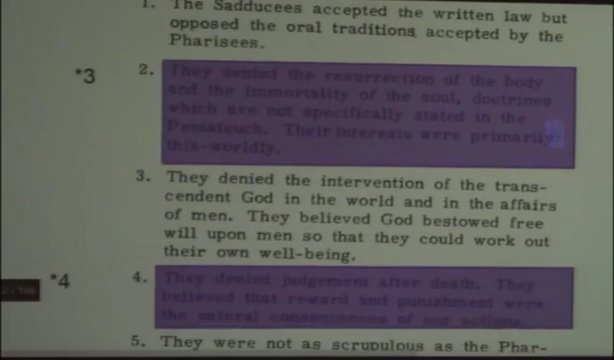 1. The Sadducees accepted the written law but
opposed the oral traditions accepted by the
Pharisees.
*3 2. They denied the resurrection of the body
and the immortality of the soul, doctrines
which are not specifically stated in the
Pentateuch. Their interests were primarily
this-worldly.
3. They denied the intervention of the trans-
cendent God in the world and in the affairs
of men. They believed God bestowed free
will upon men so that they could work out
their own well-being.
*4 4. They denied judgement after death. They
believed that reward and punishment were
the natural consequences of our actions.
5. They were not as scrupulous as the Phar-